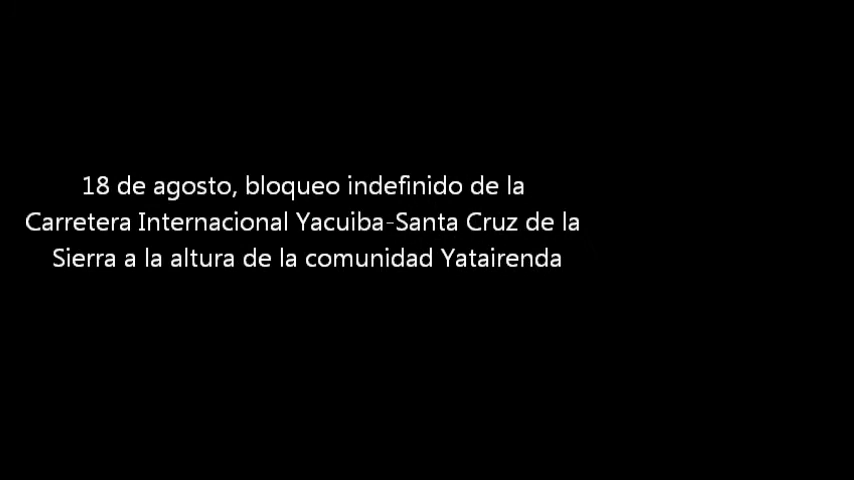 18 de agosto, bloqueo indefinido de la
Carretera Internacional Yacuiba-Santa Cruz de la
Sierra a la altura de la comunidad Yatairenda